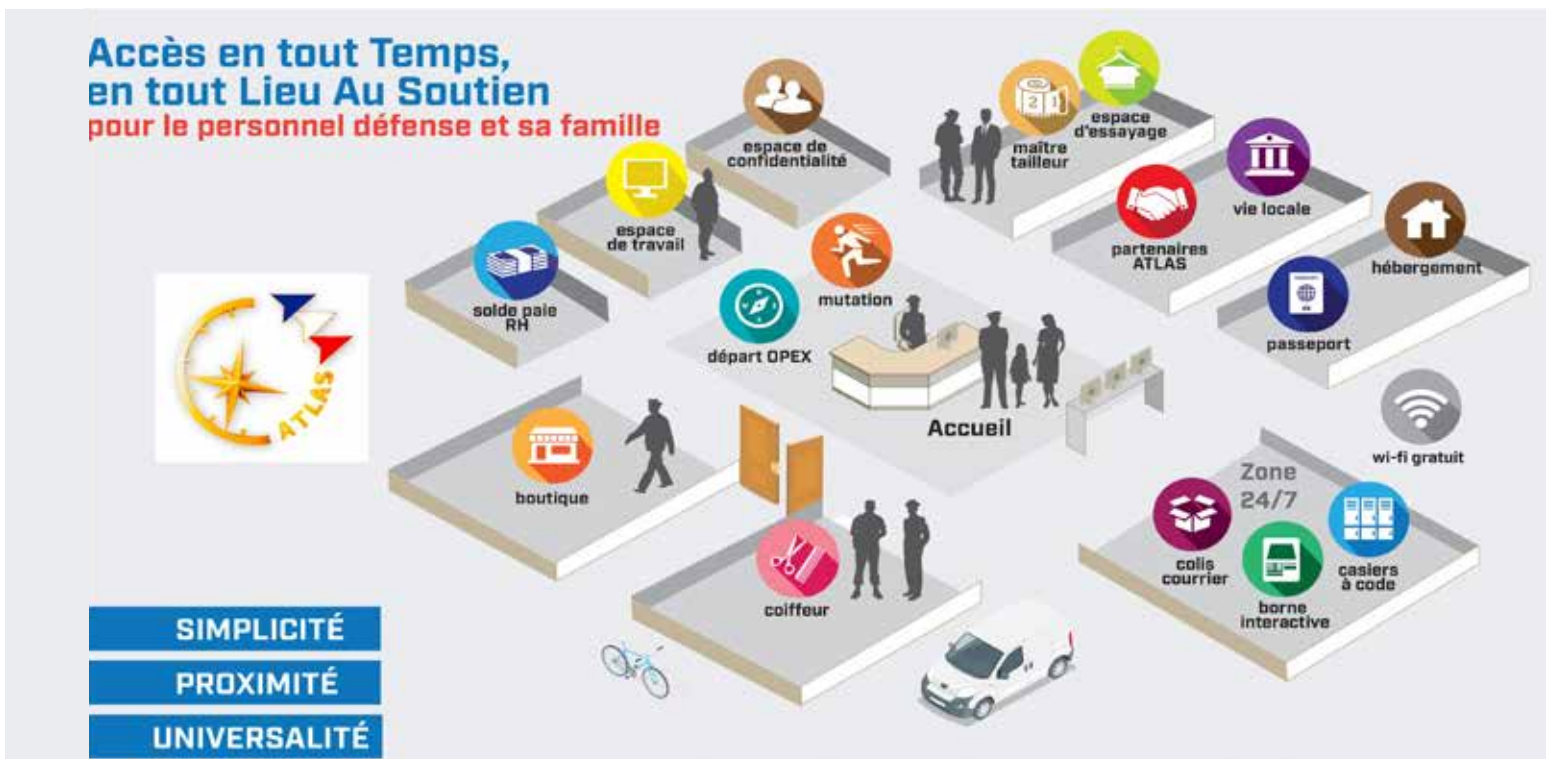 Accès en tout Temps,
en tout Lieu Au Soutien
pour le personnel défense et sa famille
espace de
confidentialité
maître
tailleur
espace
d'essayage
vie locale
partenaires
ATLAS
hébergement
passeport
espace
de travail
solde paie
RH
mutation
départ OPEX
ATLAS
Accueil
boutique
coiffeur
wi-fi gratuit
Zone
24/7
colis
courrier
borne
interactive
casiers
à code
2 1
SIMPLICITÉ
PROXIMITÉ
UNIVERSALITÉ